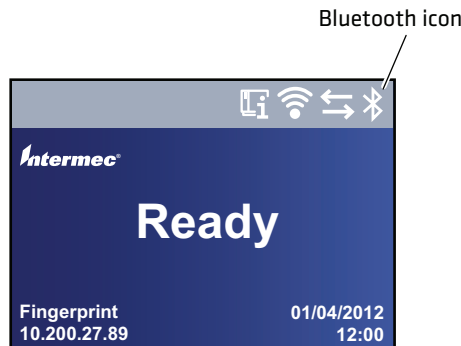 Bluetooth icon
Intermec®
Ready
Fingerprint 01/04/2012
10.200.27.89 12:00